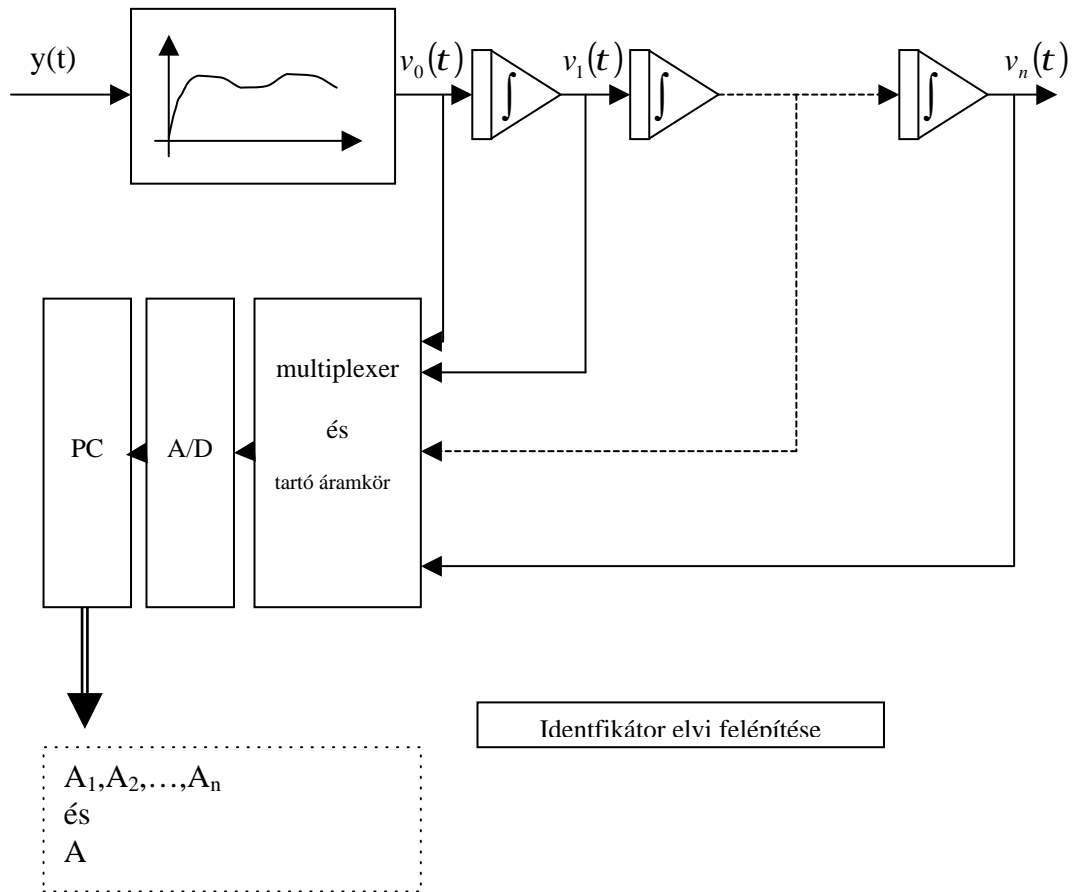 y(t)
v₀(t)
v₁(t)
vₙ(t)
∫
∫
∫
multiplexer
és
tartó áramkör
A/D
PC
Identfikátor elvi felépítése
A₁,A₂,…,Aₙ
és
A